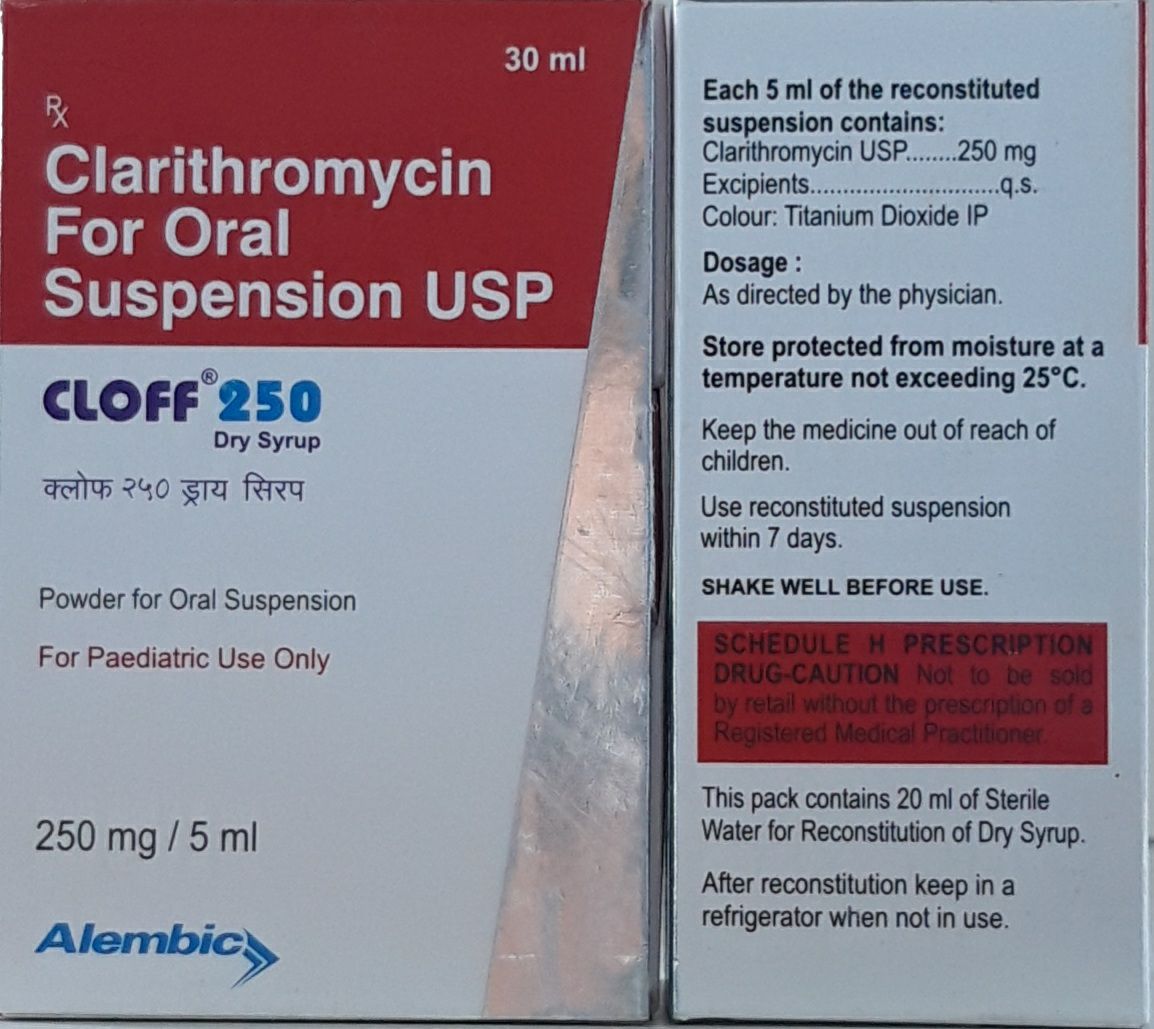 30 ml
Rx
Clarithromycin
For Oral
Suspension USP
CLOFF® 250
Dry Syrup
क्लोफ २५० ड्राय सिरप
Powder for Oral Suspension
For Paediatric Use Only
250 mg / 5 ml
Alembic
Each 5 ml of the reconstituted
suspension contains:
Clarithromycin USP........250 mg
Excipients.............................q.s.
Colour: Titanium Dioxide IP
Dosage :
As directed by the physician.
Store protected from moisture at a
temperature not exceeding 25°C.
Keep the medicine out of reach of
children.
Use reconstituted suspension
within 7 days.
SHAKE WELL BEFORE USE.
SCHEDULE H PRESCRIPTION
DRUG-CAUTION Not to be sold
by retail without the prescription of a
Registered Medical Practitioner.
This pack contains 20 ml of Sterile
Water for Reconstitution of Dry Syrup.
After reconstitution keep in a
refrigerator when not in use.